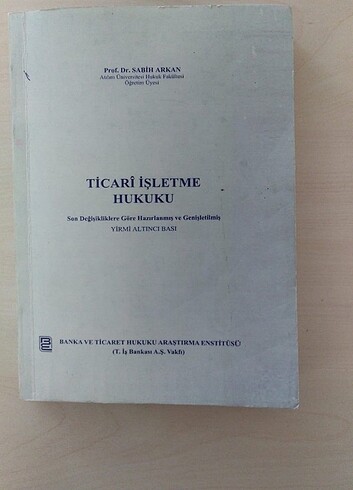 Prof. Dr. SABİH ARKAN
Atılım Üniversitesi Hukuk Fakültesi
Öğretim Üyesi
TİCARÎ İŞLETME
HUKUKU
Son Değişikliklere Göre Hazırlanmış ve Genişletilmiş
YİRMİ ALTINCI BASI
BANKA VE TİCARET HUKUKU ARAŞTIRMA ENSTİTÜSÜ
(T. İş Bankası A.Ş. Vakfı)